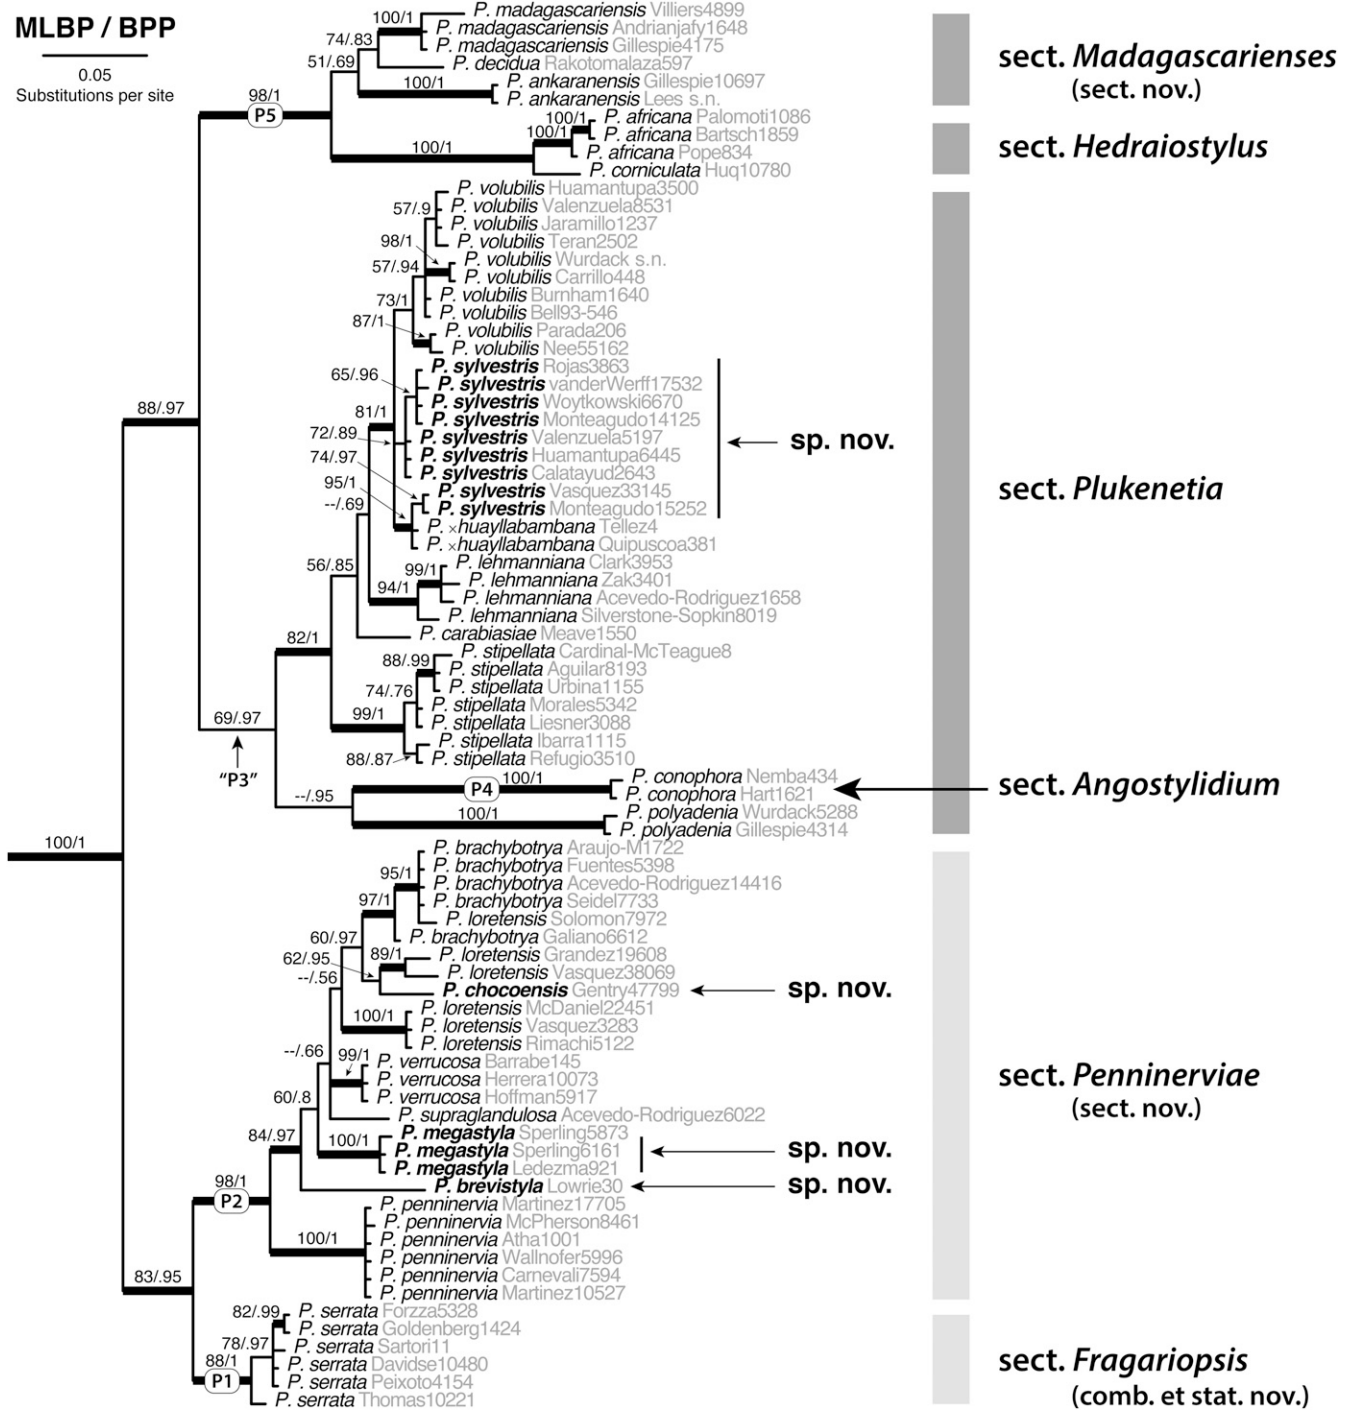 MLBP / BPP
0.05
Substitutions per site
P. madagascariensis Villiers4899
100/1
P. madagascariensis Andrianjafy1648
74/.83
P. madagascariensis Gillespie4175
51/.69
P. decidua Rakotomalaza597
100/1
P. ankaranensis Gillespie10697
P. ankaranensis Lees s.n.
sect. Madagascarienses
(sect. nov.)
98/1
P5
100/1
P. africana Palomoti1086
100/1
P. africana Bartsch1859
100/1
P. africana Pope834
P. corniculata Huq10780
sect. Hedraiostylus
P. volubilis Huamantupa3500
57/.9
P. volubilis Valenzuela8531
P. volubilis Jaramillo1237
98/1
P. volubilis Teran2502
57/.94
P. volubilis Wurdack s.n.
P. volubilis Carrillo448
73/1
P. volubilis Burnham1640
P. volubilis Bell93-546
87/1
P. volubilis Parada206
P. volubilis Nee55162
P. sylvestris Rojas3863
65/.96
P. sylvestris vanderWerff17532
P. sylvestris Woytkowski6670
88/.97
81/1
P. sylvestris Monteagudo14125
72/.89
P. sylvestris Valenzuela5197
sp. nov.
74/.97
P. sylvestris Huamantupa6445
P. sylvestris Calatayud2643
95/1
P. sylvestris Vasquez33145
sect. Plukenetia
--/.69
P. sylvestris Monteagudo15252
P. ×huayllabambana Tellez4
P. ×huayllabambana Quipuscoa381
56/.85
99/1
P. lehmanniana Clark3953
P. lehmanniana Zak3401
94/1
P. lehmanniana Acevedo-Rodriguez1658
P. lehmanniana Silverstone-Sopkin8019
82/1
P. carabiasiae Meave1550
P. stipellata Cardinal-McTeague8
88/.99
P. stipellata Aguilar8193
P. stipellata Urbina1155
74/.76
P. stipellata Morales5342
99/1
P. stipellata Liesner3088
69/.97
P. stipellata Ibarra1115
88/.87
P. stipellata Refugio3510
“P3”
P4
100/1
P. conophora Nemba434
--/.95
P. conophora Hart1621
sect. Angostylidium
100/1
P. polyadenia Wurdack5288
P. polyadenia Gillespie4314
100/1
P. brachybotrya Araujo-M1722
95/1
P. brachybotrya Fuentes5398
P. brachybotrya Acevedo-Rodriguez14416
97/1
P. brachybotrya Seidel7733
P. loretensis Solomon7972
60/.97
P. brachybotrya Galiano6612
62/.95
89/1
P. loretensis Grandez19608
--/.56
P. loretensis Vasquez38069
P. chocoensis Gentry47799
sp. nov.
100/1
P. loretensis McDaniel22451
P. loretensis Vasquez3283
P. loretensis Rimachi5122
--/.66
99/1
P. verrucosa Barrabe145
P. verrucosa Herrera10073
sect. Penninerviae
(sect. nov.)
60/.8
P. verrucosa Hoffman5917
P. supraglandulosa Acevedo-Rodriguez6022
84/.97
100/1
P. megastyla Sperling5873
P. megastyla Sperling6161
sp. nov.
P. megastyla Ledezma921
98/1
P2
P. brevistyla Lowrie30
sp. nov.
P. penninervia Martinez17705
P. penninervia McPherson8461
100/1
P. penninervia Atha1001
P. penninervia Wallnofer5996
83/.95
P. penninervia Carnevali7594
P. penninervia Martinez10527
82/.99
P. serrata Forzza5328
P. serrata Goldenberg1424
78/.97
P. serrata Sartori11
88/1
P. serrata Davidse10480
P1
P. serrata Peixoto4154
P. serrata Thomas10221
sect. Fragariopsis
(comb. et stat. nov.)